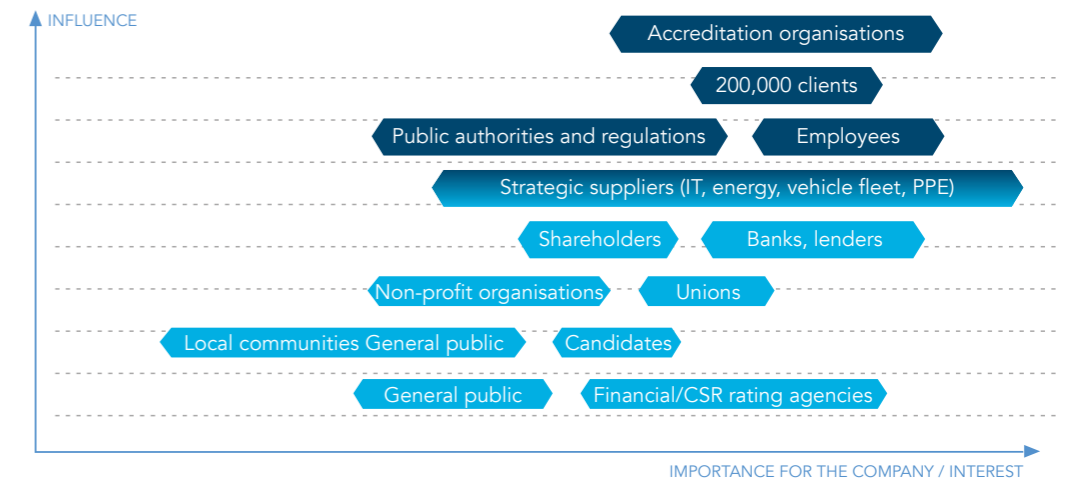 INFLUENCE
Accreditation organisations
200,000 clients
Public authorities and regulations
Employees
Strategic suppliers (IT, energy, vehicle fleet, PPE)
Shareholders
Banks, lenders
Non-profit organisations
Unions
Local communities General public
Candidates
General public
Financial/CSR rating agencies
IMPORTANCE FOR THE COMPANY / INTEREST